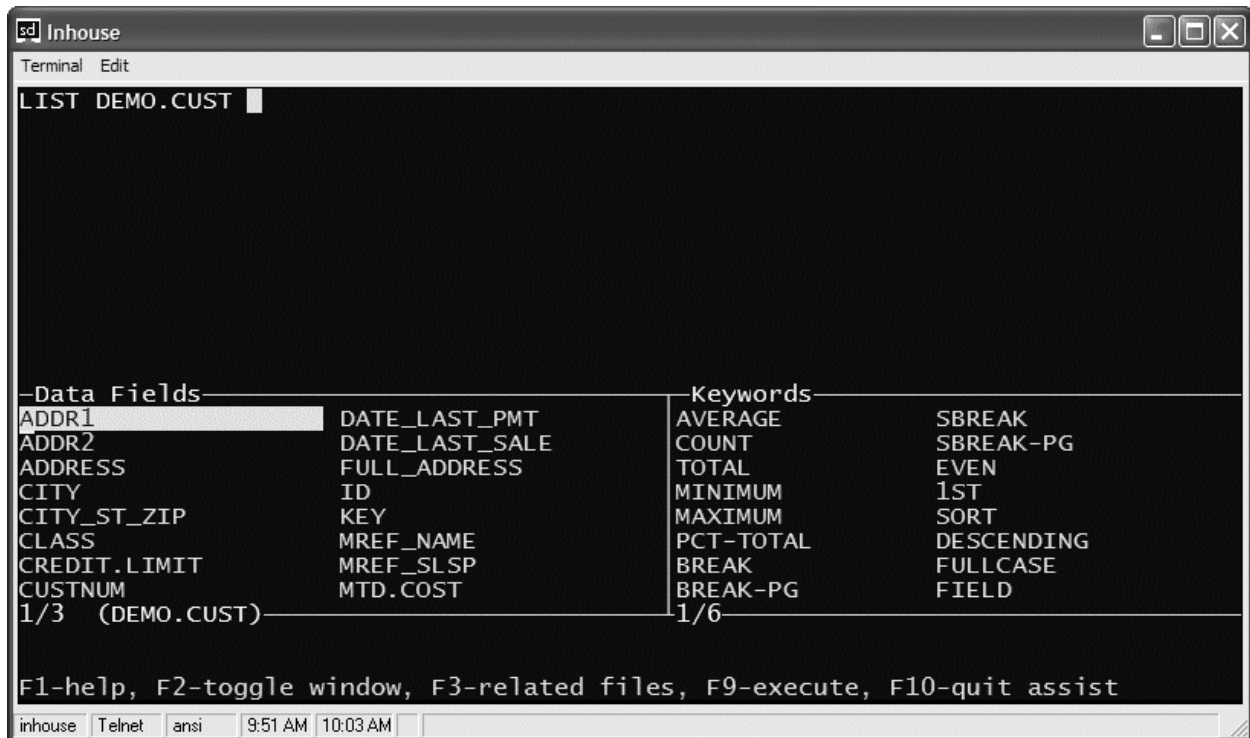 sd Inhouse
Terminal Edit
LIST DEMO.CUST
Data Fields Keywords
ADDR1 DATE_LAST_PMT AVERAGE SBREAK
ADDR2 DATE_LAST_SALE COUNT SBREAK-PG
ADDRESS FULL_ADDRESS TOTAL EVEN
CITY ID MINIMUM 1ST
CITY_ST_ZIP KEY MAXIMUM SORT
CLASS MREF_NAME PCT-TOTAL DESCENDING
CREDIT.LIMIT MREF_SLSP BREAK FULLCASE
CUSTNUM MTD.COST BREAK-PG FIELD
1/3 (DEMO.CUST) 1/6
F1-help, F2-toggle window, F3-related files, F9-execute, F10-quit assist
inhouse Telnet ansi 9:51 AM 10:03 AM